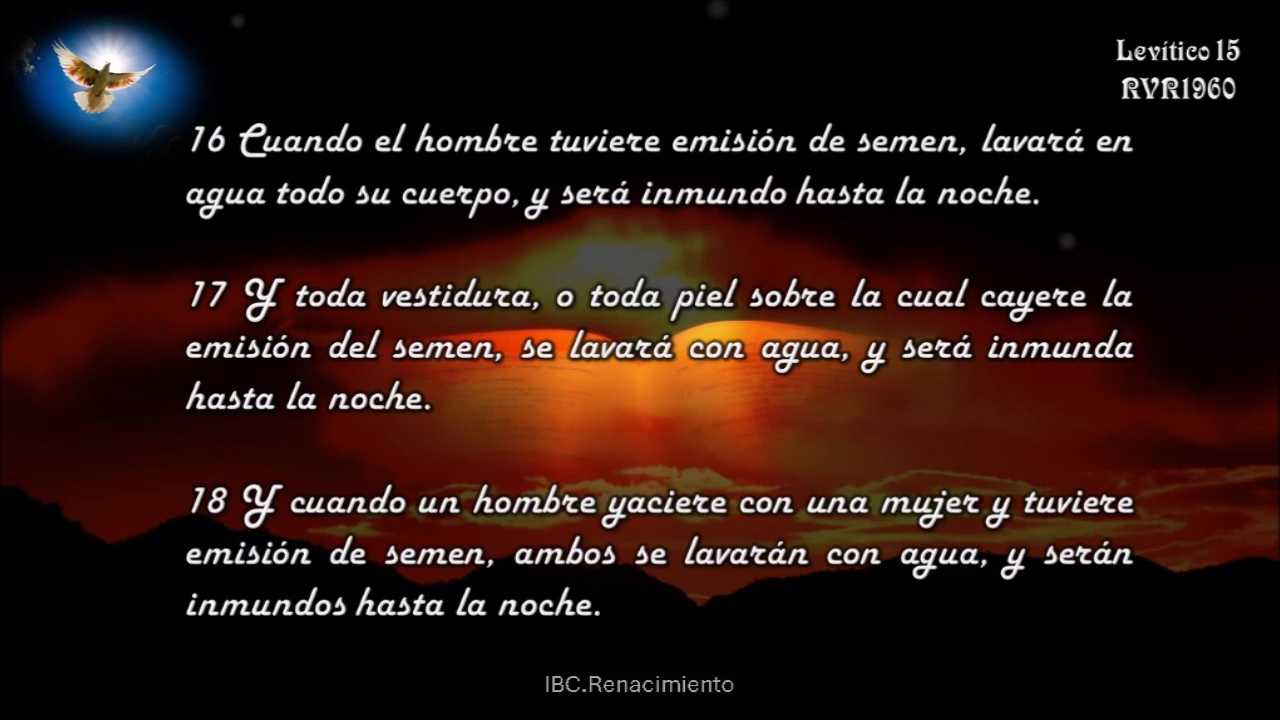 Levítico 15
RVR1960
16 Cuando el hombre tuviere emisión de semen, lavará en
agua todo su cuerpo, y será inmundo hasta la noche.
17 Y toda vestidura, o toda piel sobre la cual cayere la
emisión del semen, se lavará con agua, y será inmunda
hasta la noche.
18 Y cuando un hombre yaciere con una mujer y tuviere
emisión de semen, ambos se lavarán con agua, y serán
inmundos hasta la noche.
IBC.Renacimiento